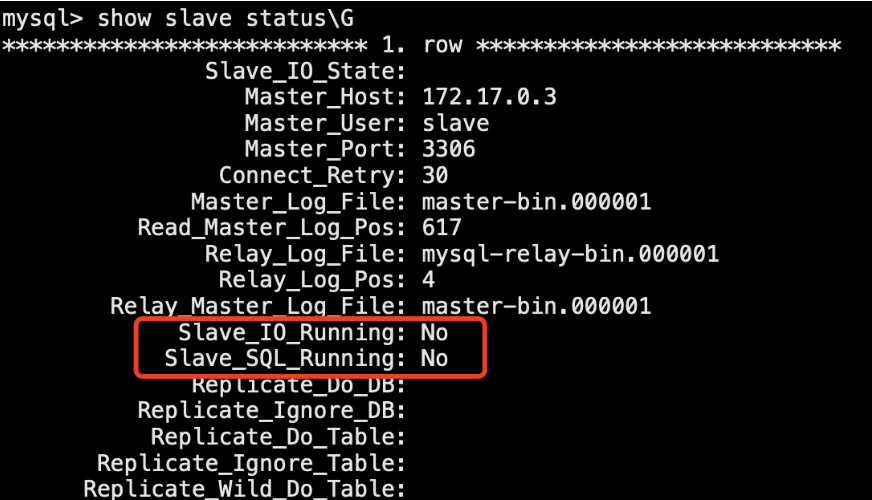 mysql> show slave status\G
*************************** 1. row ***************************
Slave_IO_State:
Master_Host: 172.17.0.3
Master_User: slave
Master_Port: 3306
Connect_Retry: 30
Master_Log_File: master-bin.000001
Read_Master_Log_Pos: 617
Relay_Log_File: mysql-relay-bin.000001
Relay_Log_Pos: 4
Relay_Master_Log_File: master-bin.000001
Slave_IO_Running: No
Slave_SQL_Running: No
Replicate_Do_DB:
Replicate_Ignore_DB:
Replicate_Do_Table:
Replicate_Ignore_Table:
Replicate_Wild_Do_Table: